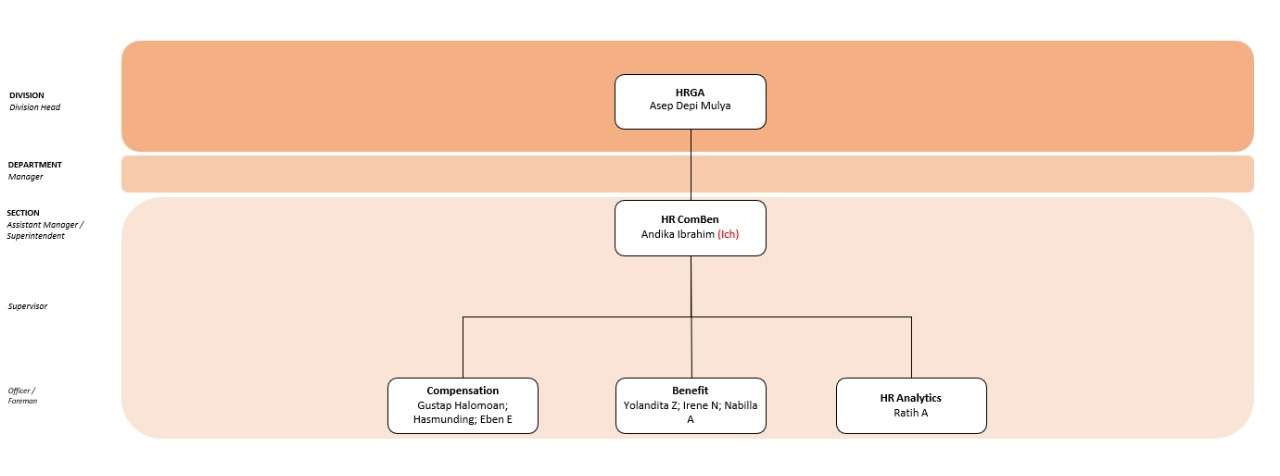 DIVISION
Division Head
HRGA
Asep Depi Mulya
DEPARTMENT
Manager
SECTION
Assistant Manager /
Superintendent
HR ComBen
Andika Ibrahim (Ich)
Supervisor
Officer /
Foreman
Compensation
Gustap Halomoan;
Hasmunding; Eben E
Benefit
Yolandita Z; Irene N; Nabilla
A
HR Analytics
Ratih A